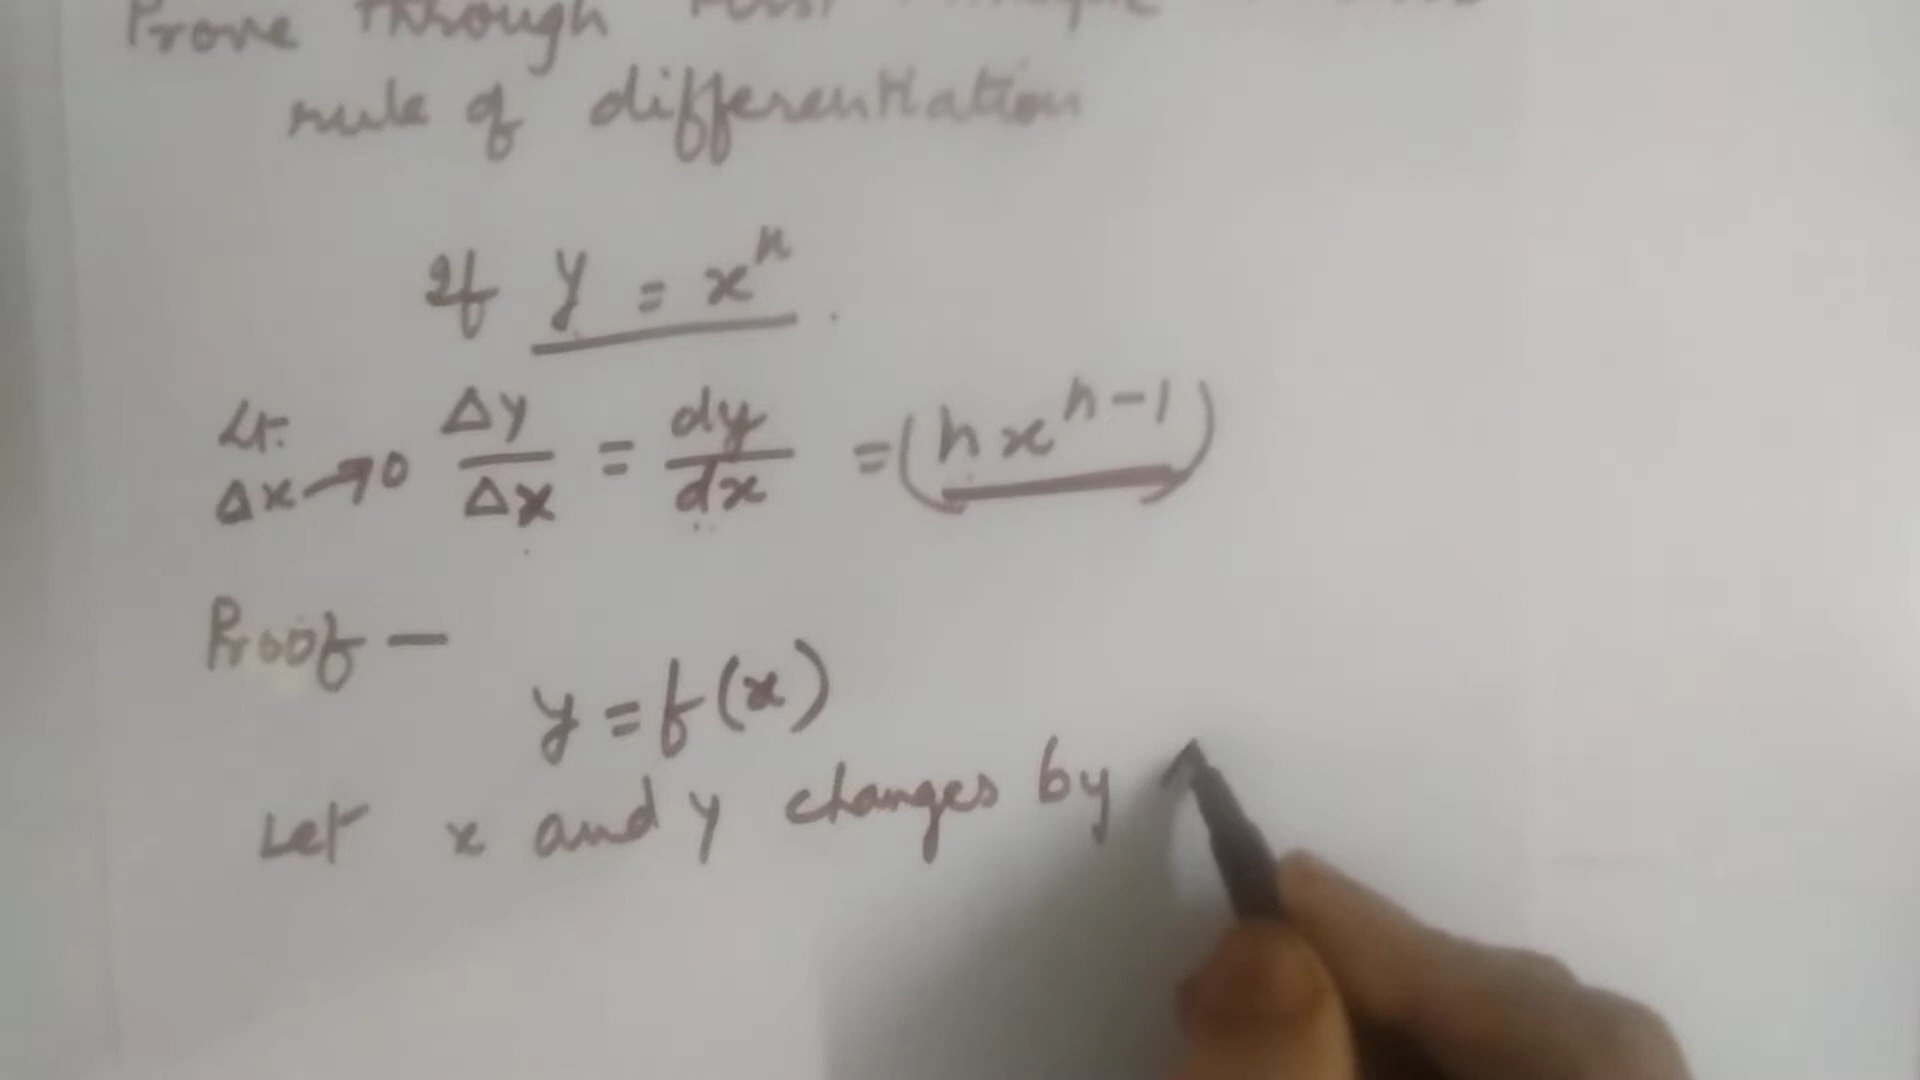 Prove through
rule of differentiation
If y = x^n
Lt. Δx→0 Δy/Δx = dy/dx = (nx^{n-1})
Proof —
y = f(x)
Let x and y changes by